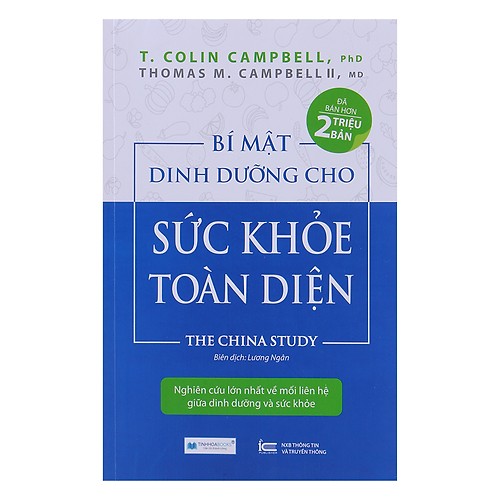 T. COLIN CAMPBELL, PhD
THOMAS M. CAMPBELL II, MD
ĐÃ
BÁN HƠN
2 TRIỆU
BẢN
BÍ MẬT
DINH DƯỠNG CHO
SỨC KHỎE
TOÀN DIỆN
THE CHINA STUDY
Biên dịch: Lương Ngân
Nghiên cứu lớn nhất về mối liên hệ
giữa dinh dưỡng và sức khỏe
TINHHOABOOKS
NXB THÔNG TIN
VÀ TRUYỀN THÔNG